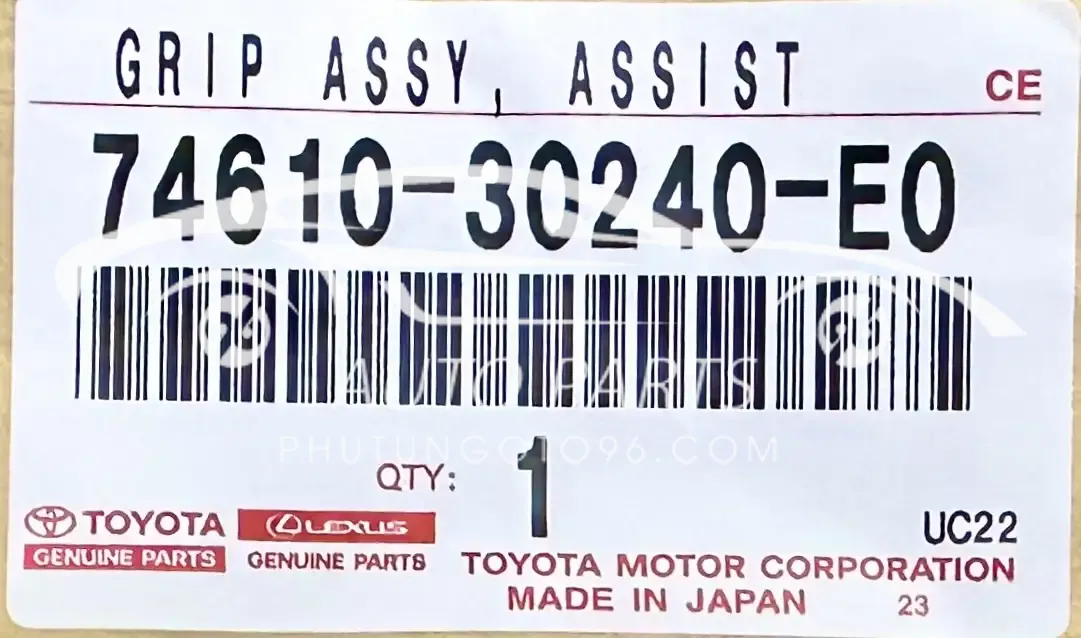 GRIP ASSY, ASSIST
CE
74610-30240-E0
AUTO PARTS
PHUTUNGOTO96.COM
QTY: 1
TOYOTA LEXUS
UC22
GENUINE PARTS GENUINE PARTS
TOYOTA MOTOR CORPORATION
MADE IN JAPAN 23